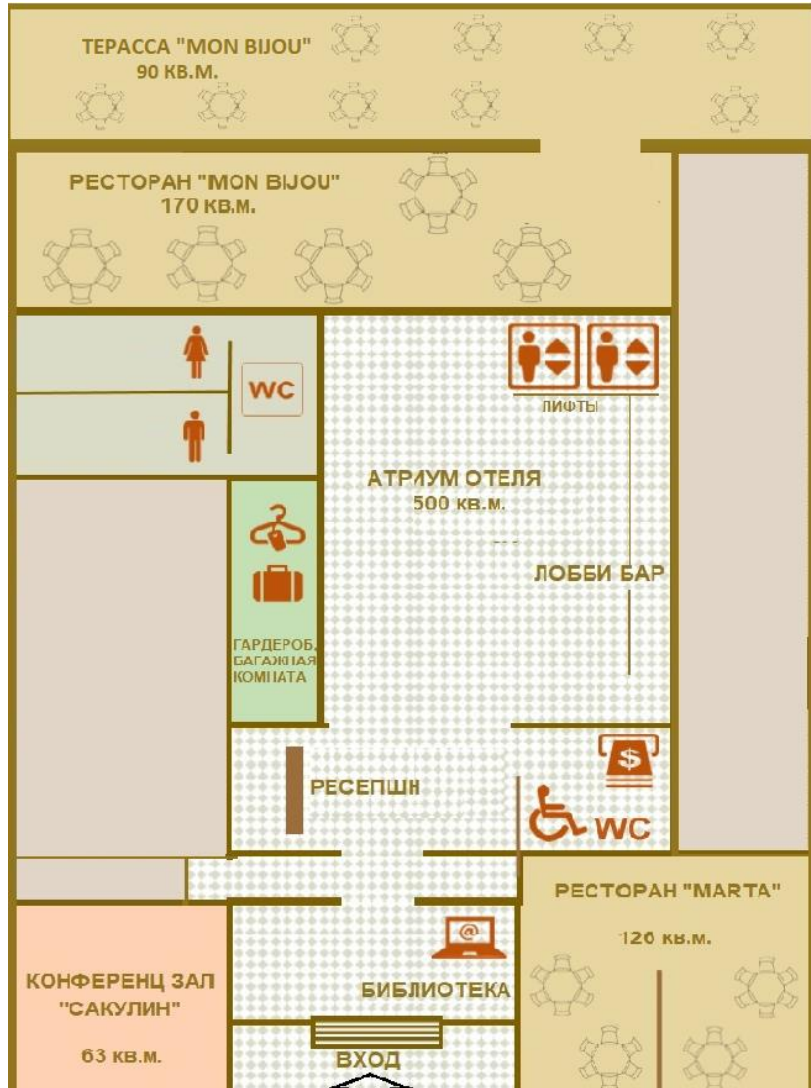 ТЕРАССА "MON BIJOU"
90 КВ.М.
РЕСТОРАН "MON BIJOU"
170 КВ.М.
WC
ЛИФТЫ
АТРИУМ ОТЕЛЯ
500 КВ.М.
ЛОББИ БАР
ГАРДЕРОБ,
БАГАЖНАЯ
КОМНАТА
$
РЕСЕПШН
WC
РЕСТОРАН "MARTA"
126 КВ.М.
@
КОНФЕРЕНЦ ЗАЛ
"САКУЛИН"
63 КВ.М.
БИБЛИОТЕКА
ВХОД